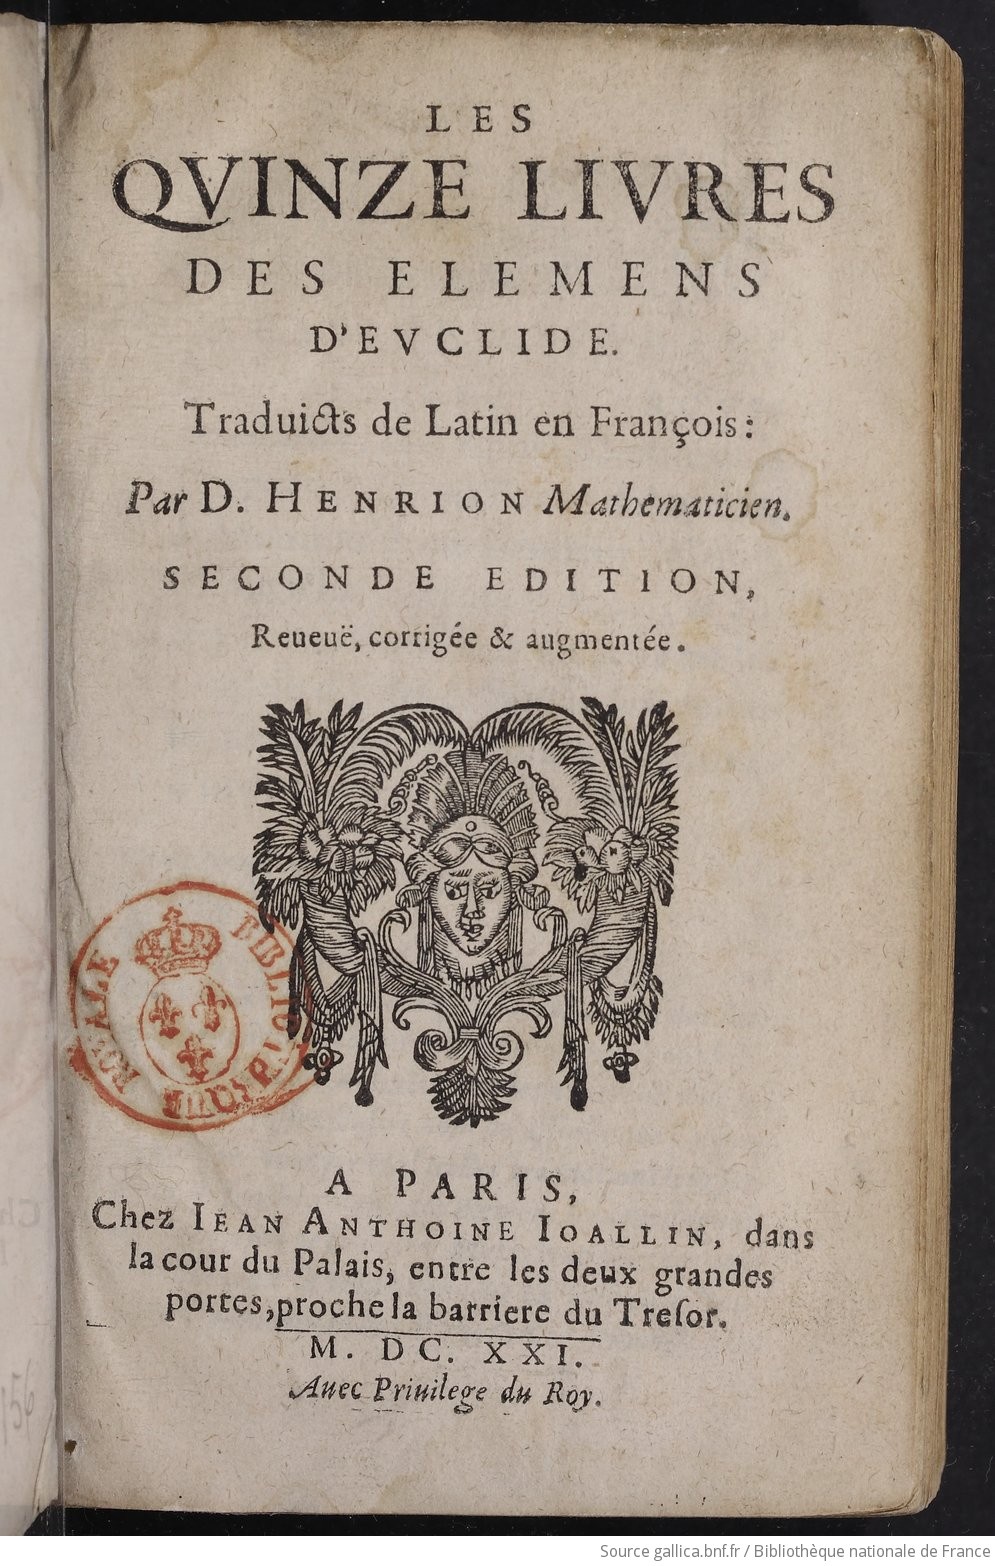 LES
QVINZE LIVRES
DES ELEMENS
D'EVCLIDE.
Traduicts de Latin en François:
Par D. HENRION Mathematicien.
SECONDE EDITION,
Reueuë, corrigée & augmentée.
BIBLIOTHEQUE ROYALE
A PARIS,
Chez IEAN ANTHOINE IOALLIN, dans
la cour du Palais, entre les deux grandes
portes, proche la barriere du Tresor.
M. DC. XXI.
Auec Priuilege du Roy.
156
Source gallica.bnf.fr / Bibliothèque nationale de France